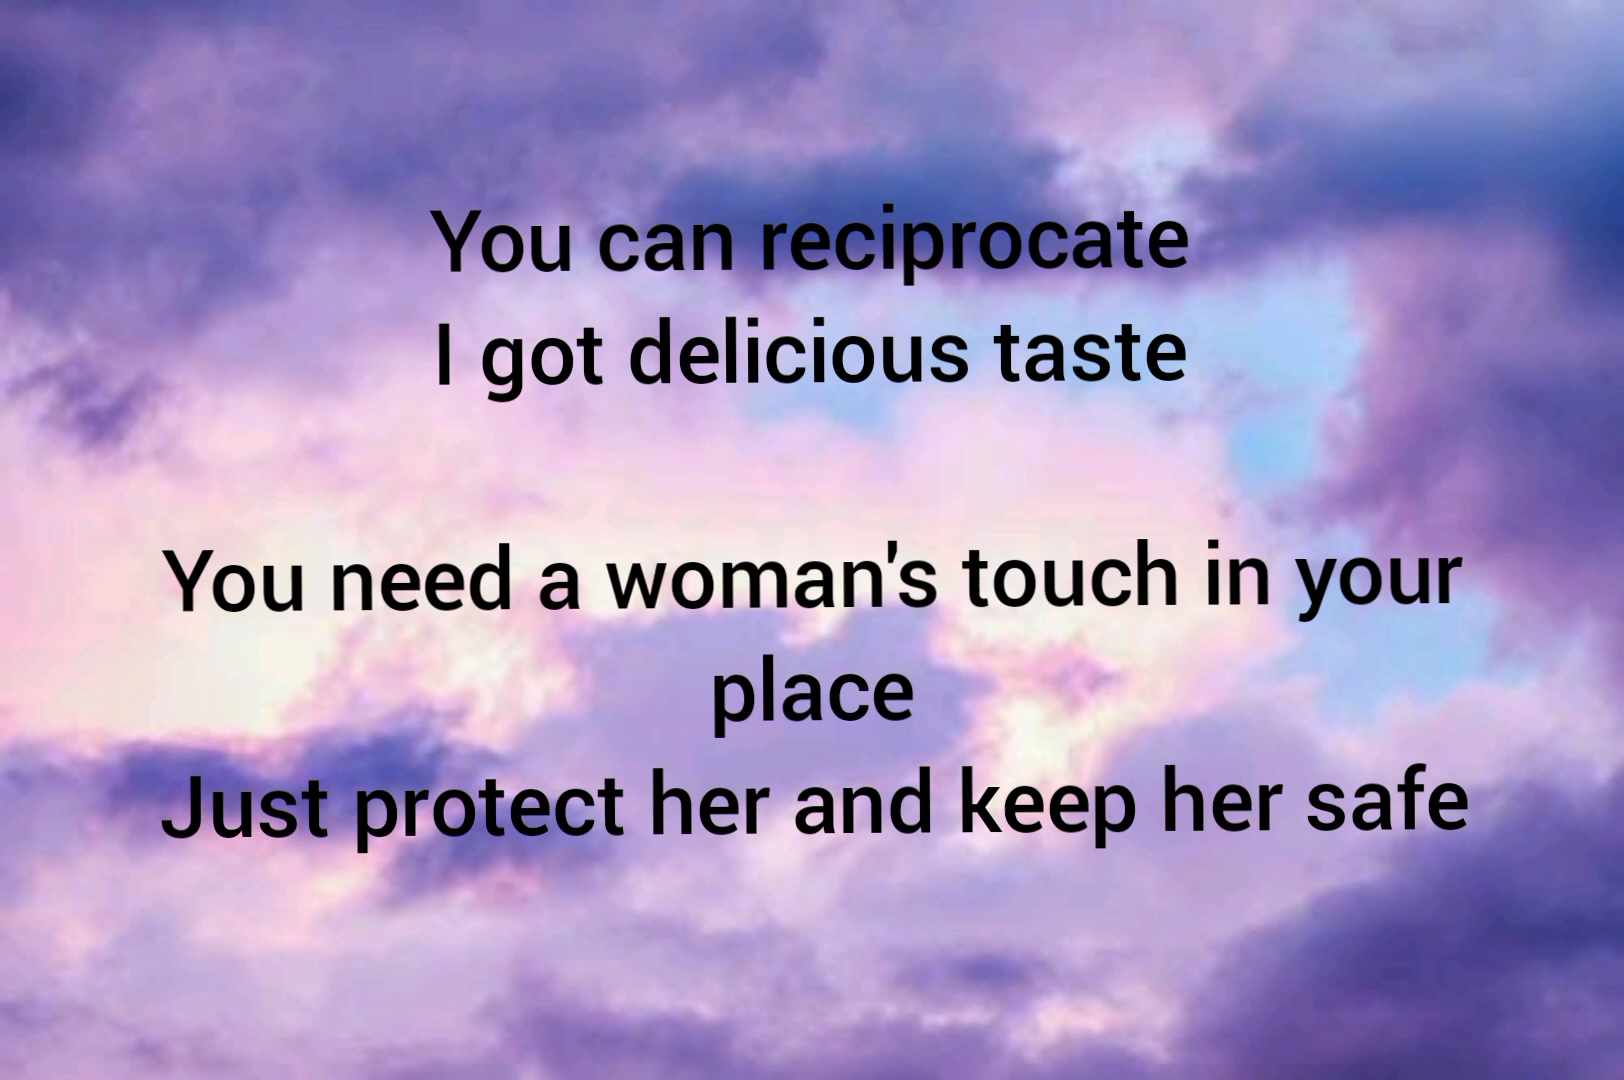 You can reciprocate
I got delicious taste
You need a woman's touch in your
place
Just protect her and keep her safe